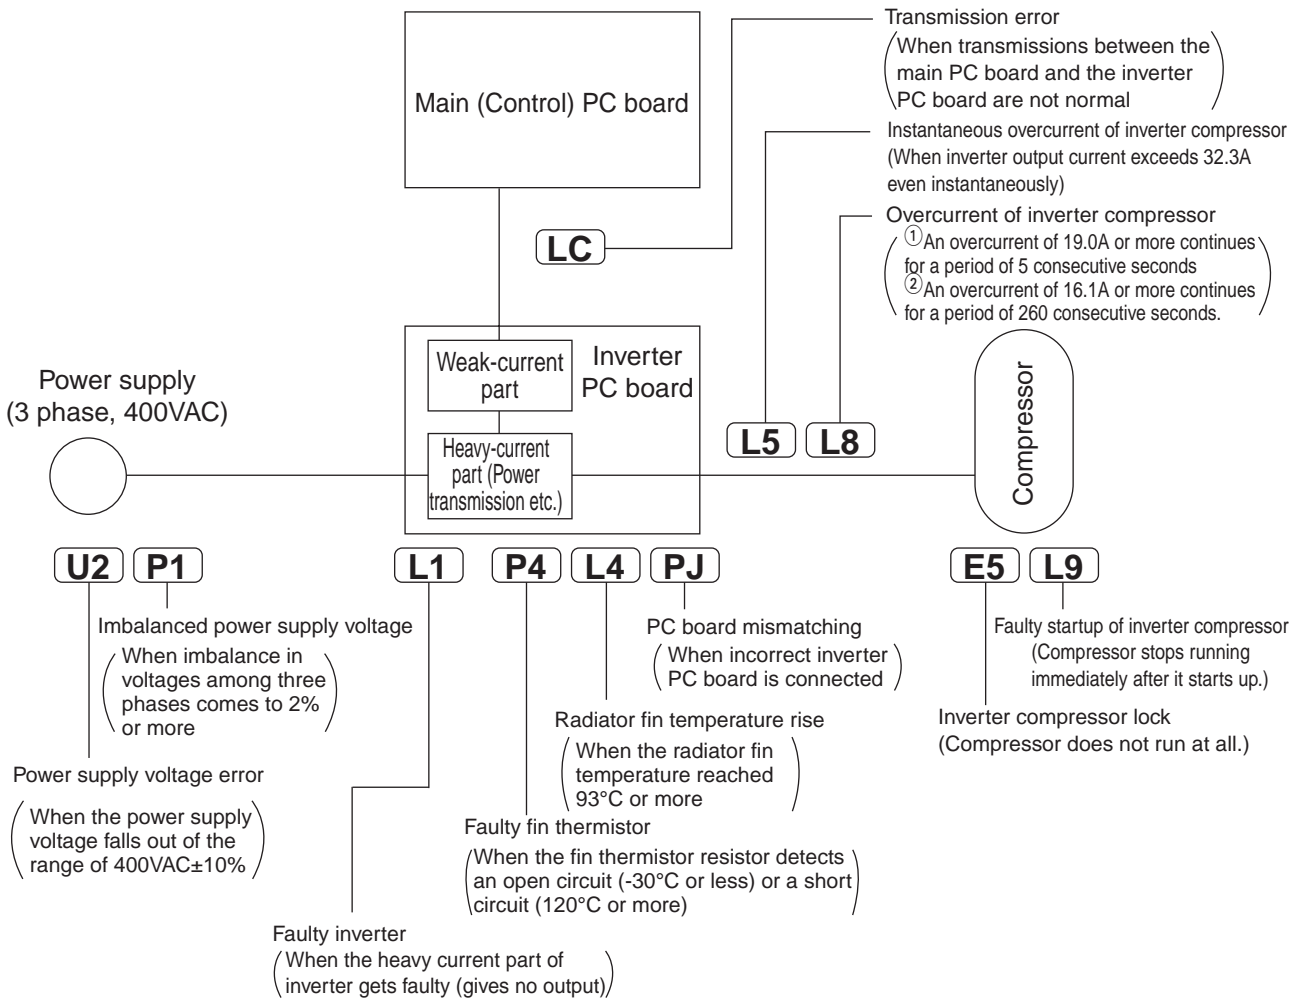 Transmission error
When transmissions between the
main PC board and the inverter
PC board are not normal
Main (Control) PC board
Instantaneous overcurrent of inverter compressor
(When inverter output current exceeds 32.3A
even instantaneously)
Overcurrent of inverter compressor
①An overcurrent of 19.0A or more continues
for a period of 5 consecutive seconds
②An overcurrent of 16.1A or more continues
for a period of 260 consecutive seconds.
LC
Weak-current
part
Inverter
PC board
Power supply
(3 phase, 400VAC)
Heavy-current
part (Power
transmission etc.)
L5
L8
Compressor
U2
P1
L1
P4
L4
PJ
E5
L9
Imbalanced power supply voltage
When imbalance in
voltages among three
phases comes to 2%
or more
PC board mismatching
When incorrect inverter
PC board is connected
Faulty startup of inverter compressor
(Compressor stops running
immediately after it starts up.)
Radiator fin temperature rise
When the radiator fin
temperature reached
93°C or more
Inverter compressor lock
(Compressor does not run at all.)
Power supply voltage error
When the power supply
voltage falls out of the
range of 400VAC±10%
Faulty fin thermistor
When the fin thermistor resistor detects
an open circuit (-30°C or less) or a short
circuit (120°C or more)
Faulty inverter
When the heavy current part of
inverter gets faulty (gives no output)